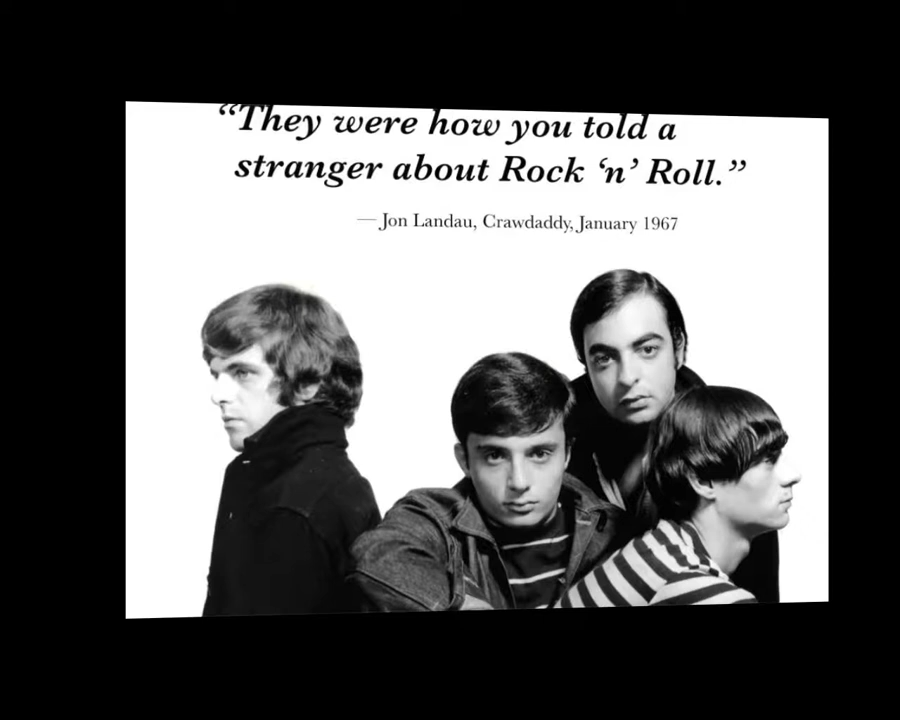 “They were how you told a
stranger about Rock ‘n’ Roll.”
— Jon Landau, Crawdaddy, January 1967